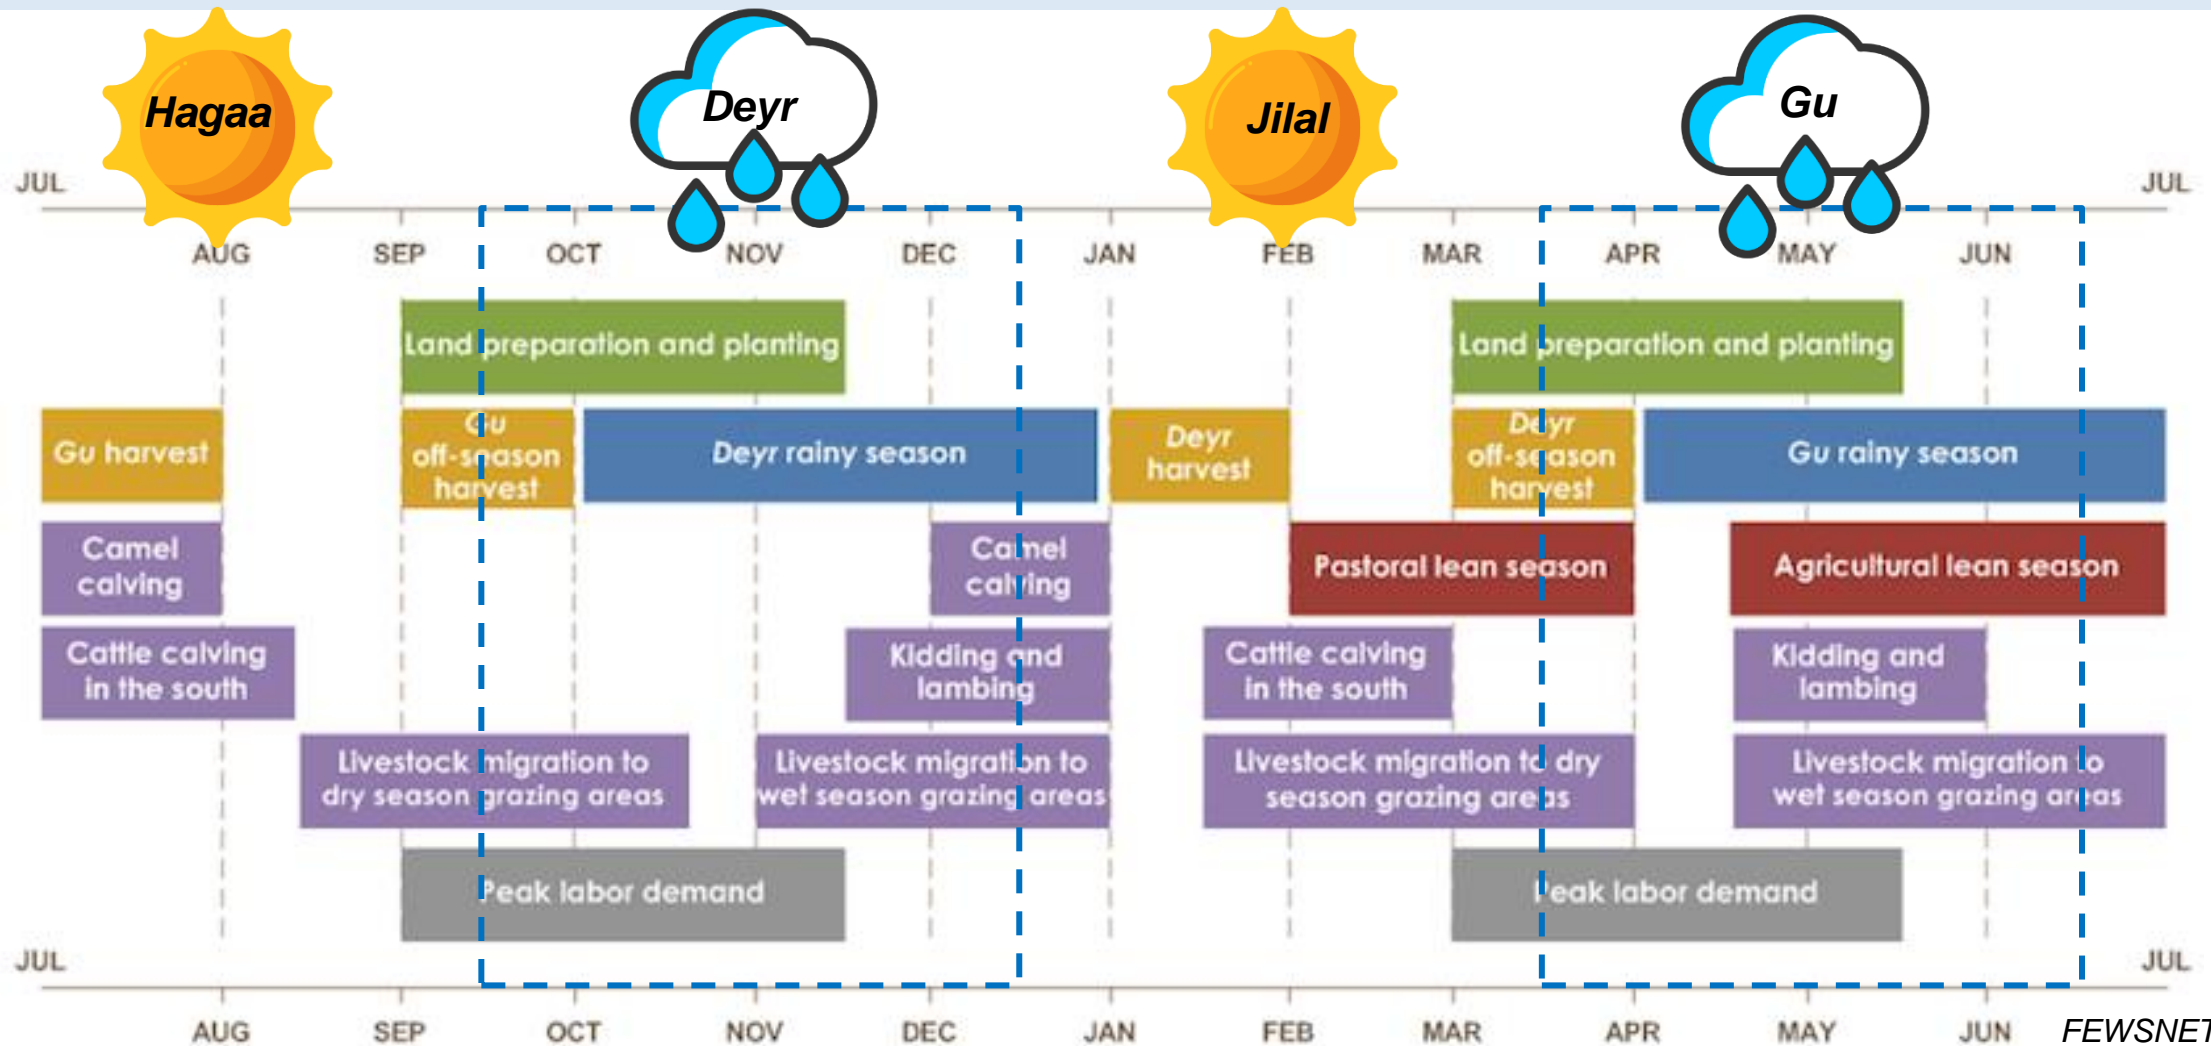 Hagaa
Deyr
Jilal
Gu
JUL
JUL
AUG
SEP
OCT
NOV
DEC
JAN
FEB
MAR
APR
MAY
JUN
Land preparation and planting
Land preparation and planting
Gu harvest
Gu
off-season
harvest
Deyr rainy season
Deyr
harvest
Deyr
off-season
harvest
Gu rainy season
Camel
calving
Camel
calving
Pastoral lean season
Agricultural lean season
Cattle calving
in the south
Kidding and
lambing
Cattle calving
in the south
Kidding and
lambing
Livestock migration to
dry season grazing areas
Livestock migration to
wet season grazing areas
Livestock migration to dry
season grazing areas
Livestock migration to
wet season grazing areas
Peak labor demand
Peak labor demand
JUL
JUL
AUG
SEP
OCT
NOV
DEC
JAN
FEB
MAR
APR
MAY
JUN
FEWSNET